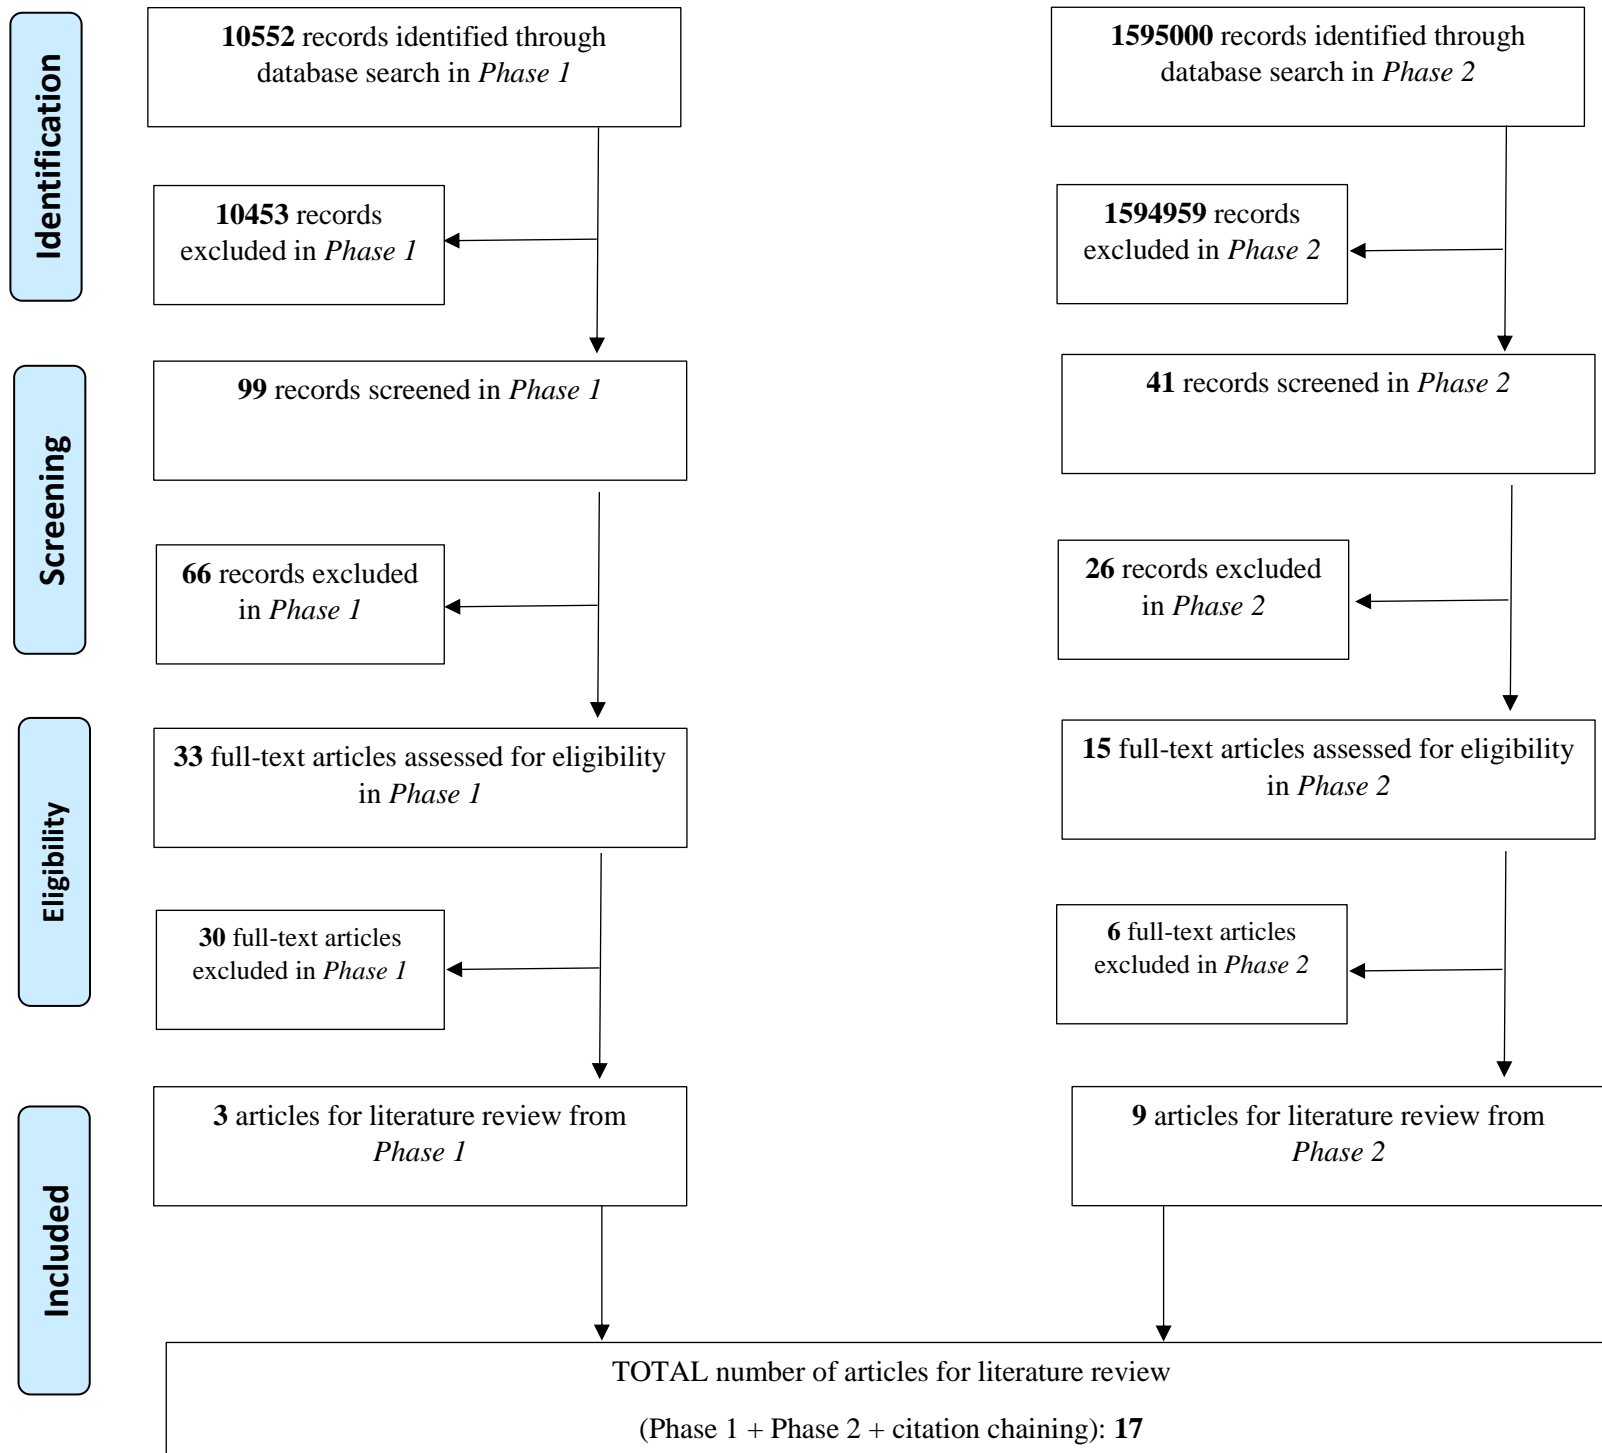 Identification
10552 records identified through
database search in Phase 1
1595000 records identified through
database search in Phase 2
10453 records
excluded in Phase 1
1594959 records
excluded in Phase 2
Screening
99 records screened in Phase 1
41 records screened in Phase 2
66 records excluded
in Phase 1
26 records excluded
in Phase 2
Eligibility
33 full-text articles assessed for eligibility
in Phase 1
15 full-text articles assessed for eligibility
in Phase 2
30 full-text articles
excluded in Phase 1
6 full-text articles
excluded in Phase 2
Included
3 articles for literature review from
Phase 1
9 articles for literature review from
Phase 2
TOTAL number of articles for literature review
(Phase 1 + Phase 2 + citation chaining): 17